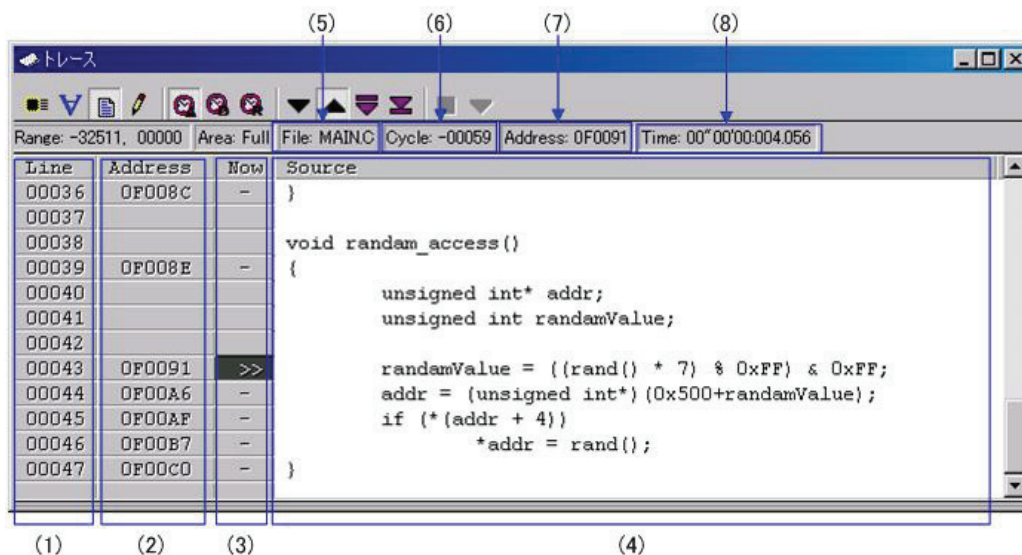 (5) (6) (7) (8)
トレース
Range: -32511, 00000 Area: Full File: MAIN.C Cycle: -00059 Address: 0F0091 Time: 00"00'00:004.056
Line Address Now Source
00036 0F008C - }
00037
00038 void randam_access()
00039 0F008E - {
00040 unsigned int* addr;
00041 unsigned int randamValue;
00042
00043 0F0091 >> randamValue = ((rand() * 7) % 0xFF) & 0xFF;
00044 0F00A6 - addr = (unsigned int*)(0x500+randamValue);
00045 0F00AF - if (*(addr + 4))
00046 0F00B7 - *addr = rand();
00047 0F00C0 - }
(1) (2) (3) (4)